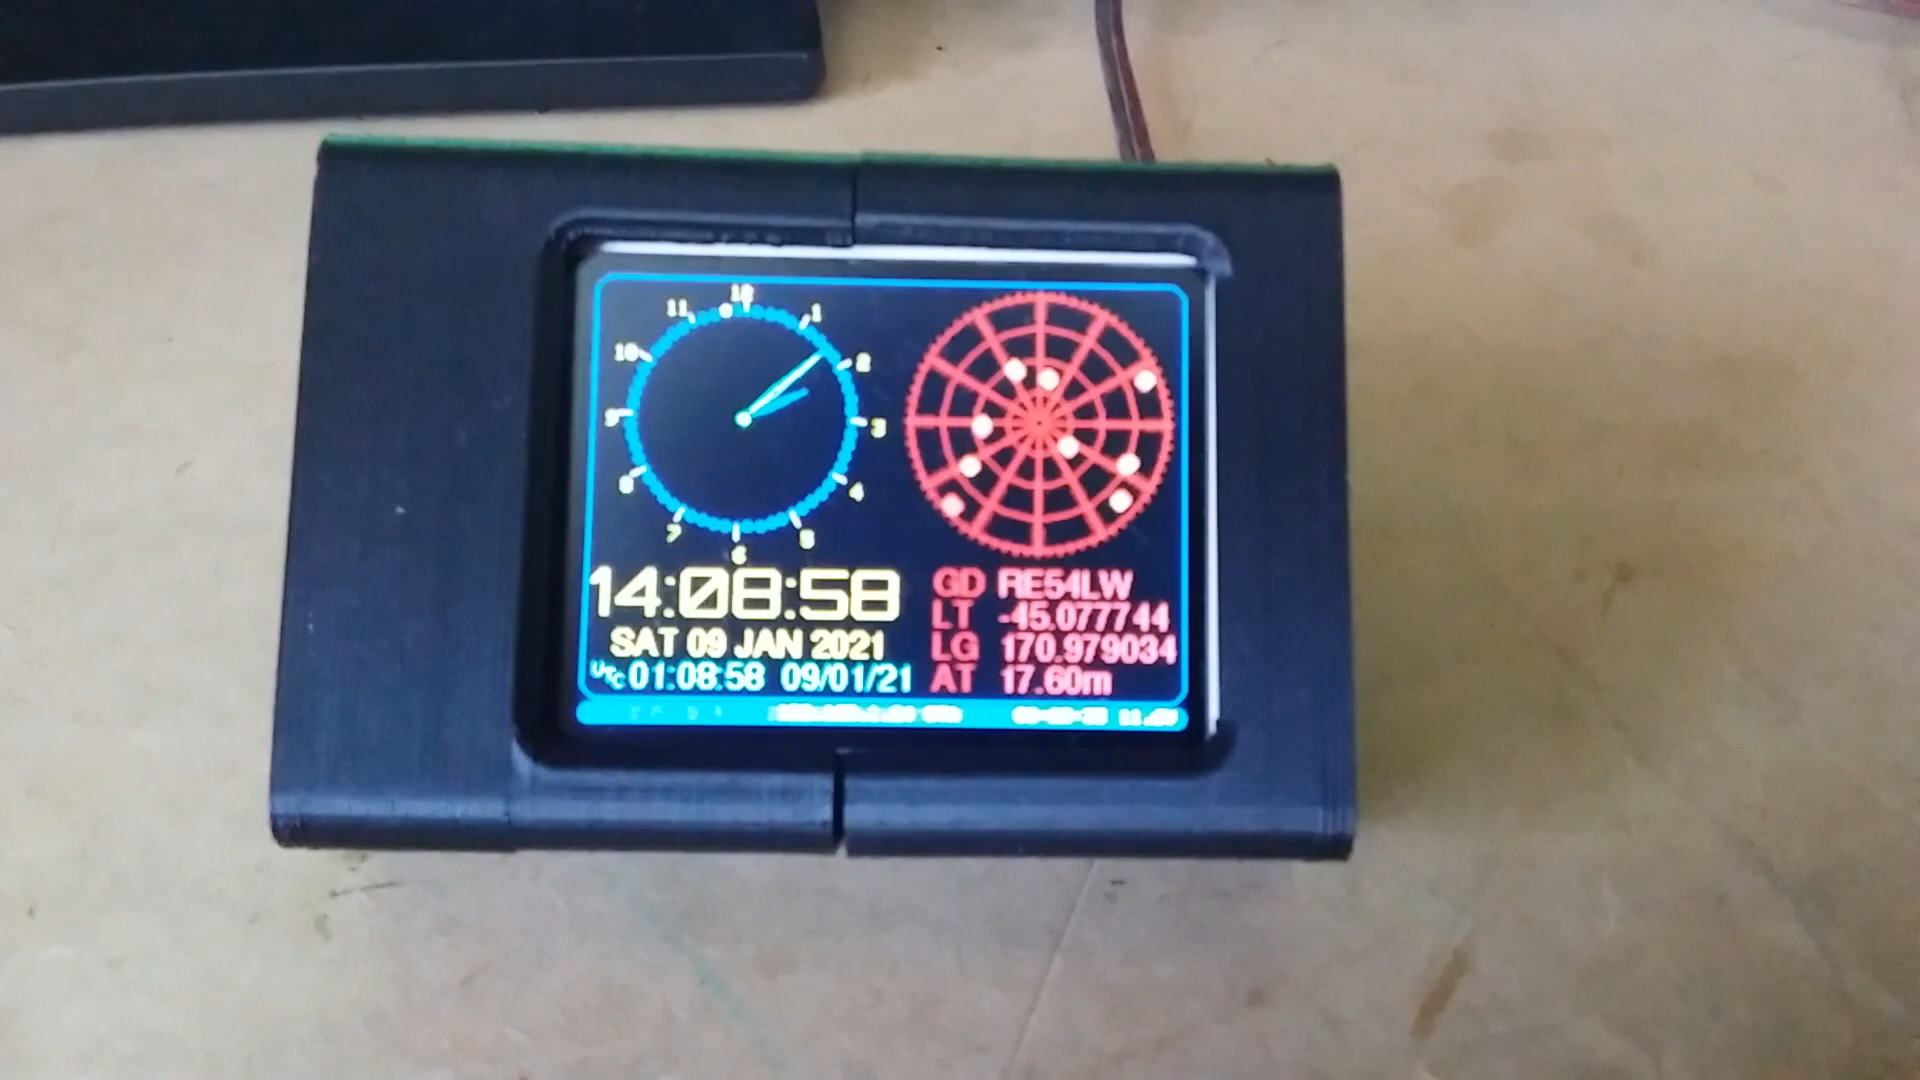 12
11
1
10
2
9
3
8
4
7
5
6
14:08:58
SAT 09 JAN 2021
UTC 01:08:58 09/01/21
GD RE54LW
LT -45.077744
LG 170.979034
AT 17.60m